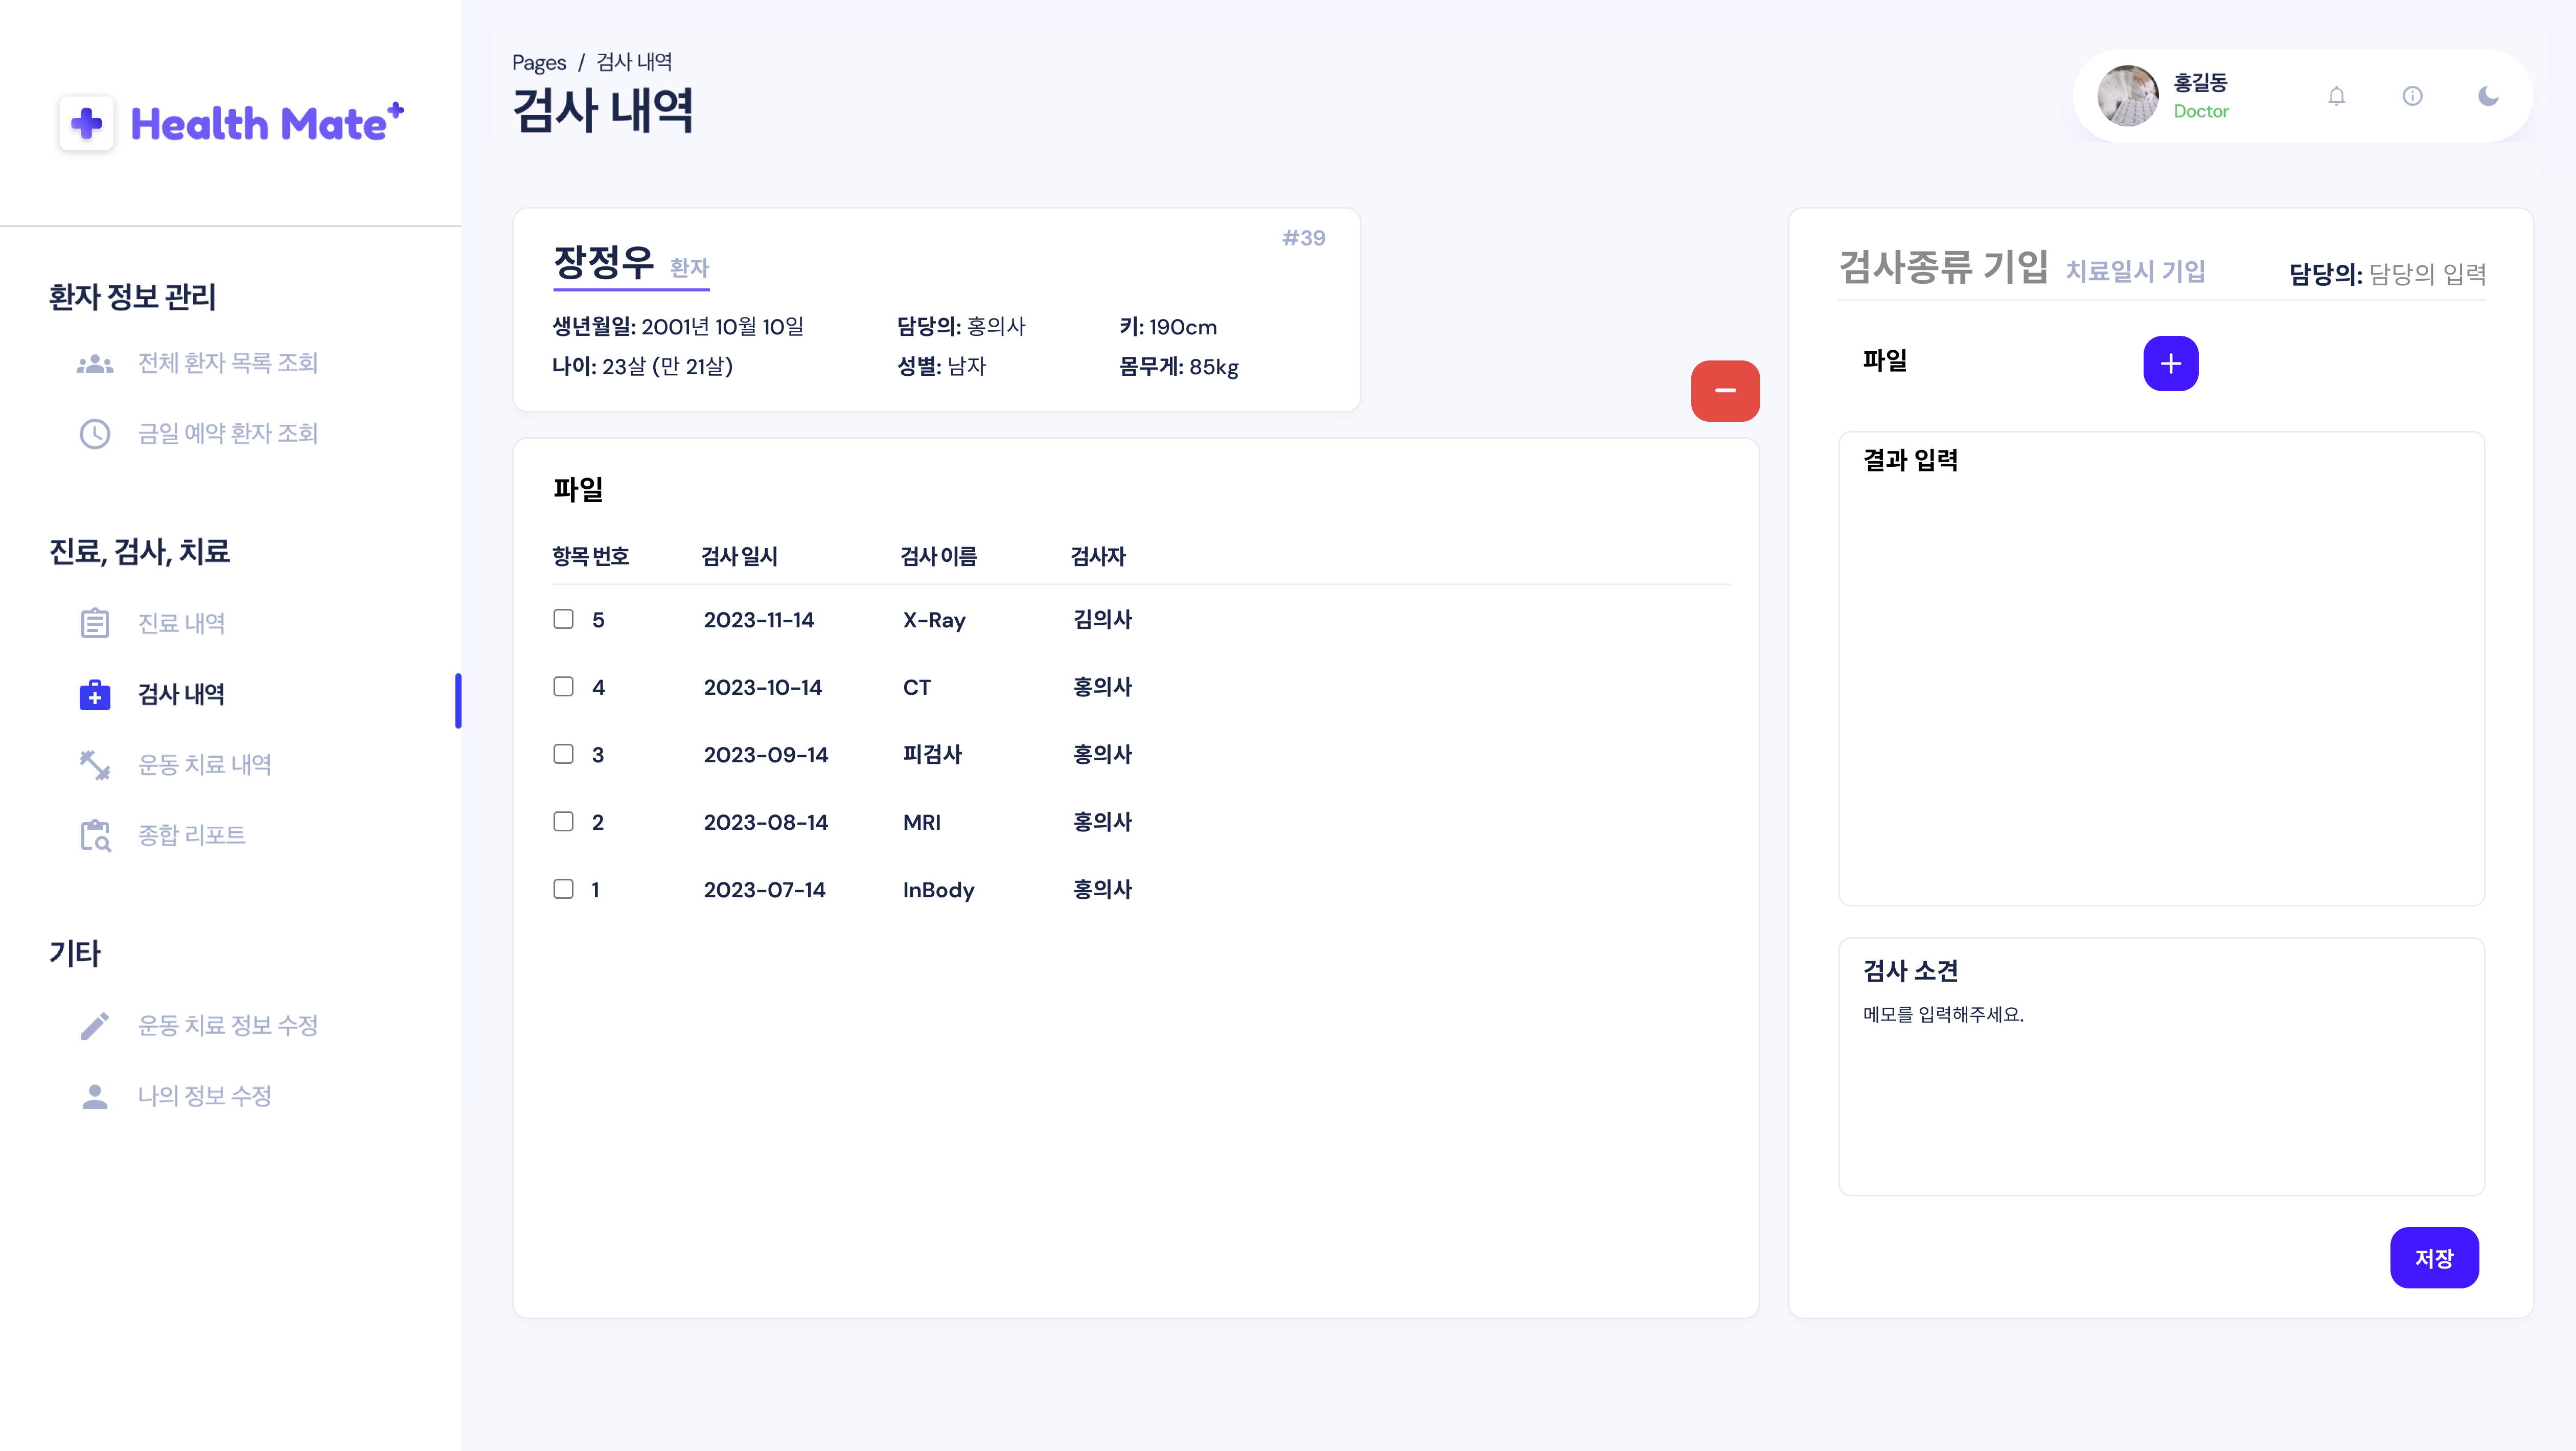 Health Mate+
환자 정보 관리
전체 환자 목록 조회
금일 예약 환자 조회
진료, 검사, 치료
진료 내역
검사 내역
운동 치료 내역
종합 리포트
기타
운동 치료 정보 수정
나의 정보 수정
Pages / 검사 내역
검사 내역
홍길동
Doctor
#39
장정우 환자
생년월일: 2001년 10월 10일 담당의: 홍의사 키: 190cm
나이: 23살 (만 21살) 성별: 남자 몸무게: 85kg
파일
항목 번호 검사 일시 검사 이름 검사자
5 2023-11-14 X-Ray 김의사
4 2023-10-14 CT 홍의사
3 2023-09-14 피검사 홍의사
2 2023-08-14 MRI 홍의사
1 2023-07-14 InBody 홍의사
검사종류 기입 치료일시 기입 담당의: 담당의 입력
파일
결과 입력
검사 소견
메모를 입력해주세요.
저장